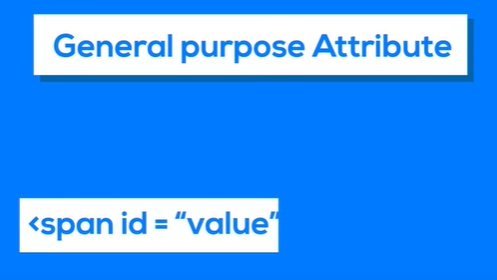 General purpose Attribute
<span id = “value”